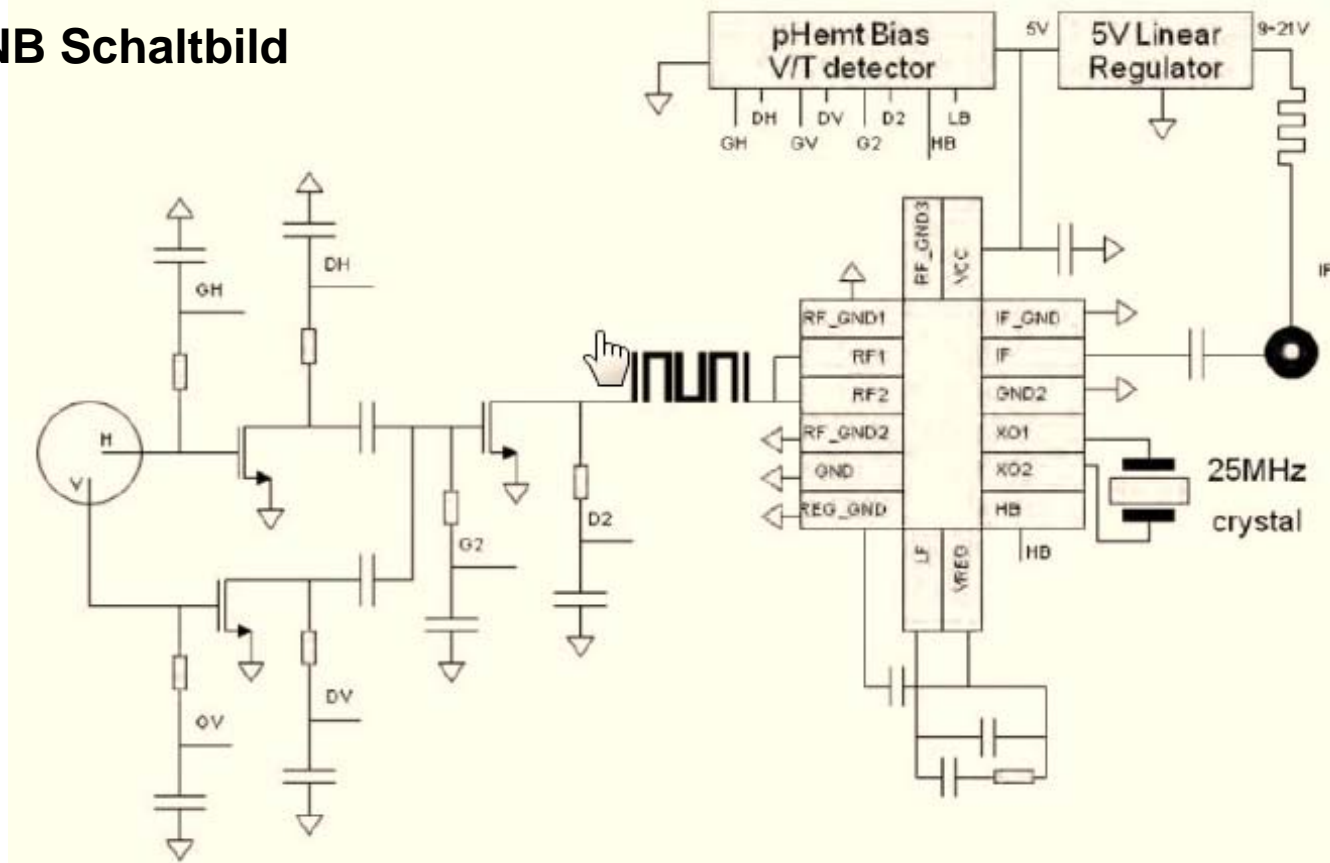 NB Schaltbild
pHemt Bias
V/T detector
5V
5V Linear
Regulator
9~21V
DH
DV
D2
LB
GH
GV
G2
HB
GH
DH
H
V
G2
D2
DV
GV
RF_GND3
VCC
RF_GND1
IF_GND
RF1
IF
RF2
GND2
RF_GND2
XO1
GND
XO2
REG_GND
HB
LF
VREG
HB
IF
25MHz
crystal